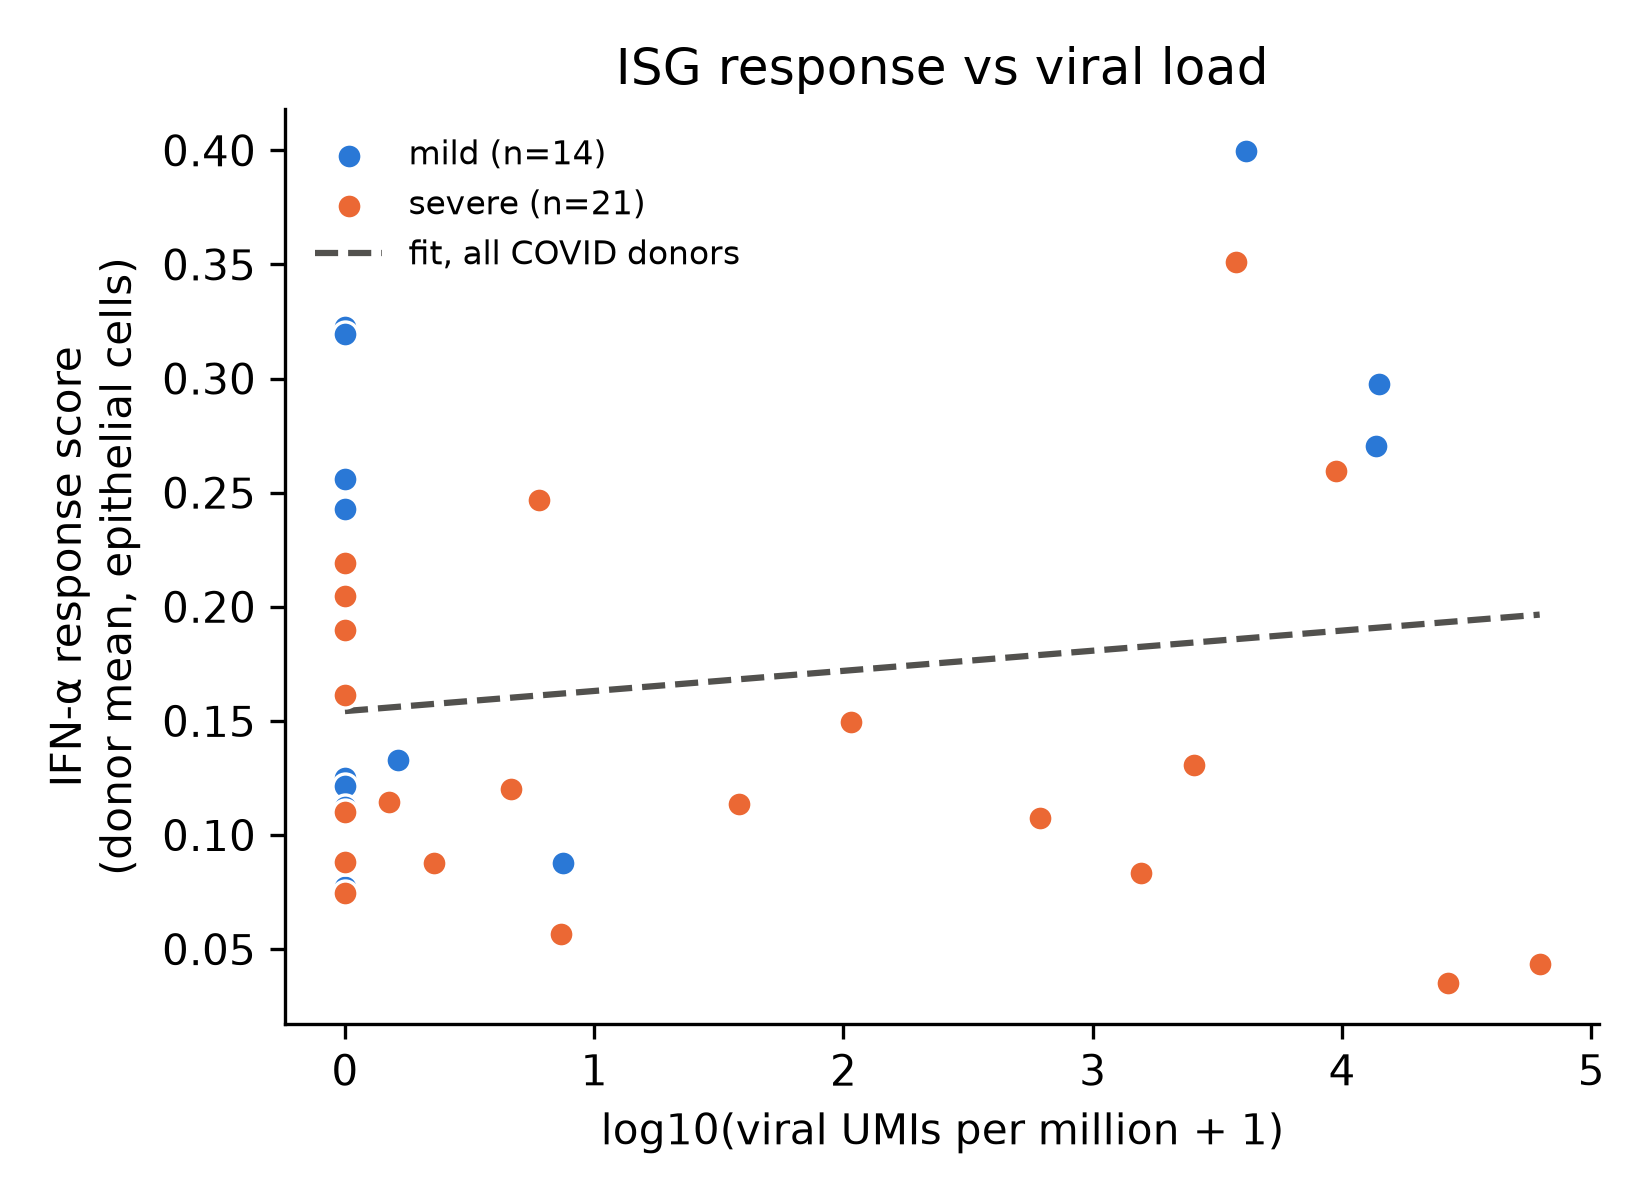 ISG response vs viral load
mild (n=14)
severe (n=21)
fit, all COVID donors
IFN-α response score
(donor mean, epithelial cells)
0.40
0.35
0.30
0.25
0.20
0.15
0.10
0.05
0
1
2
3
4
5
log10(viral UMIs per million + 1)